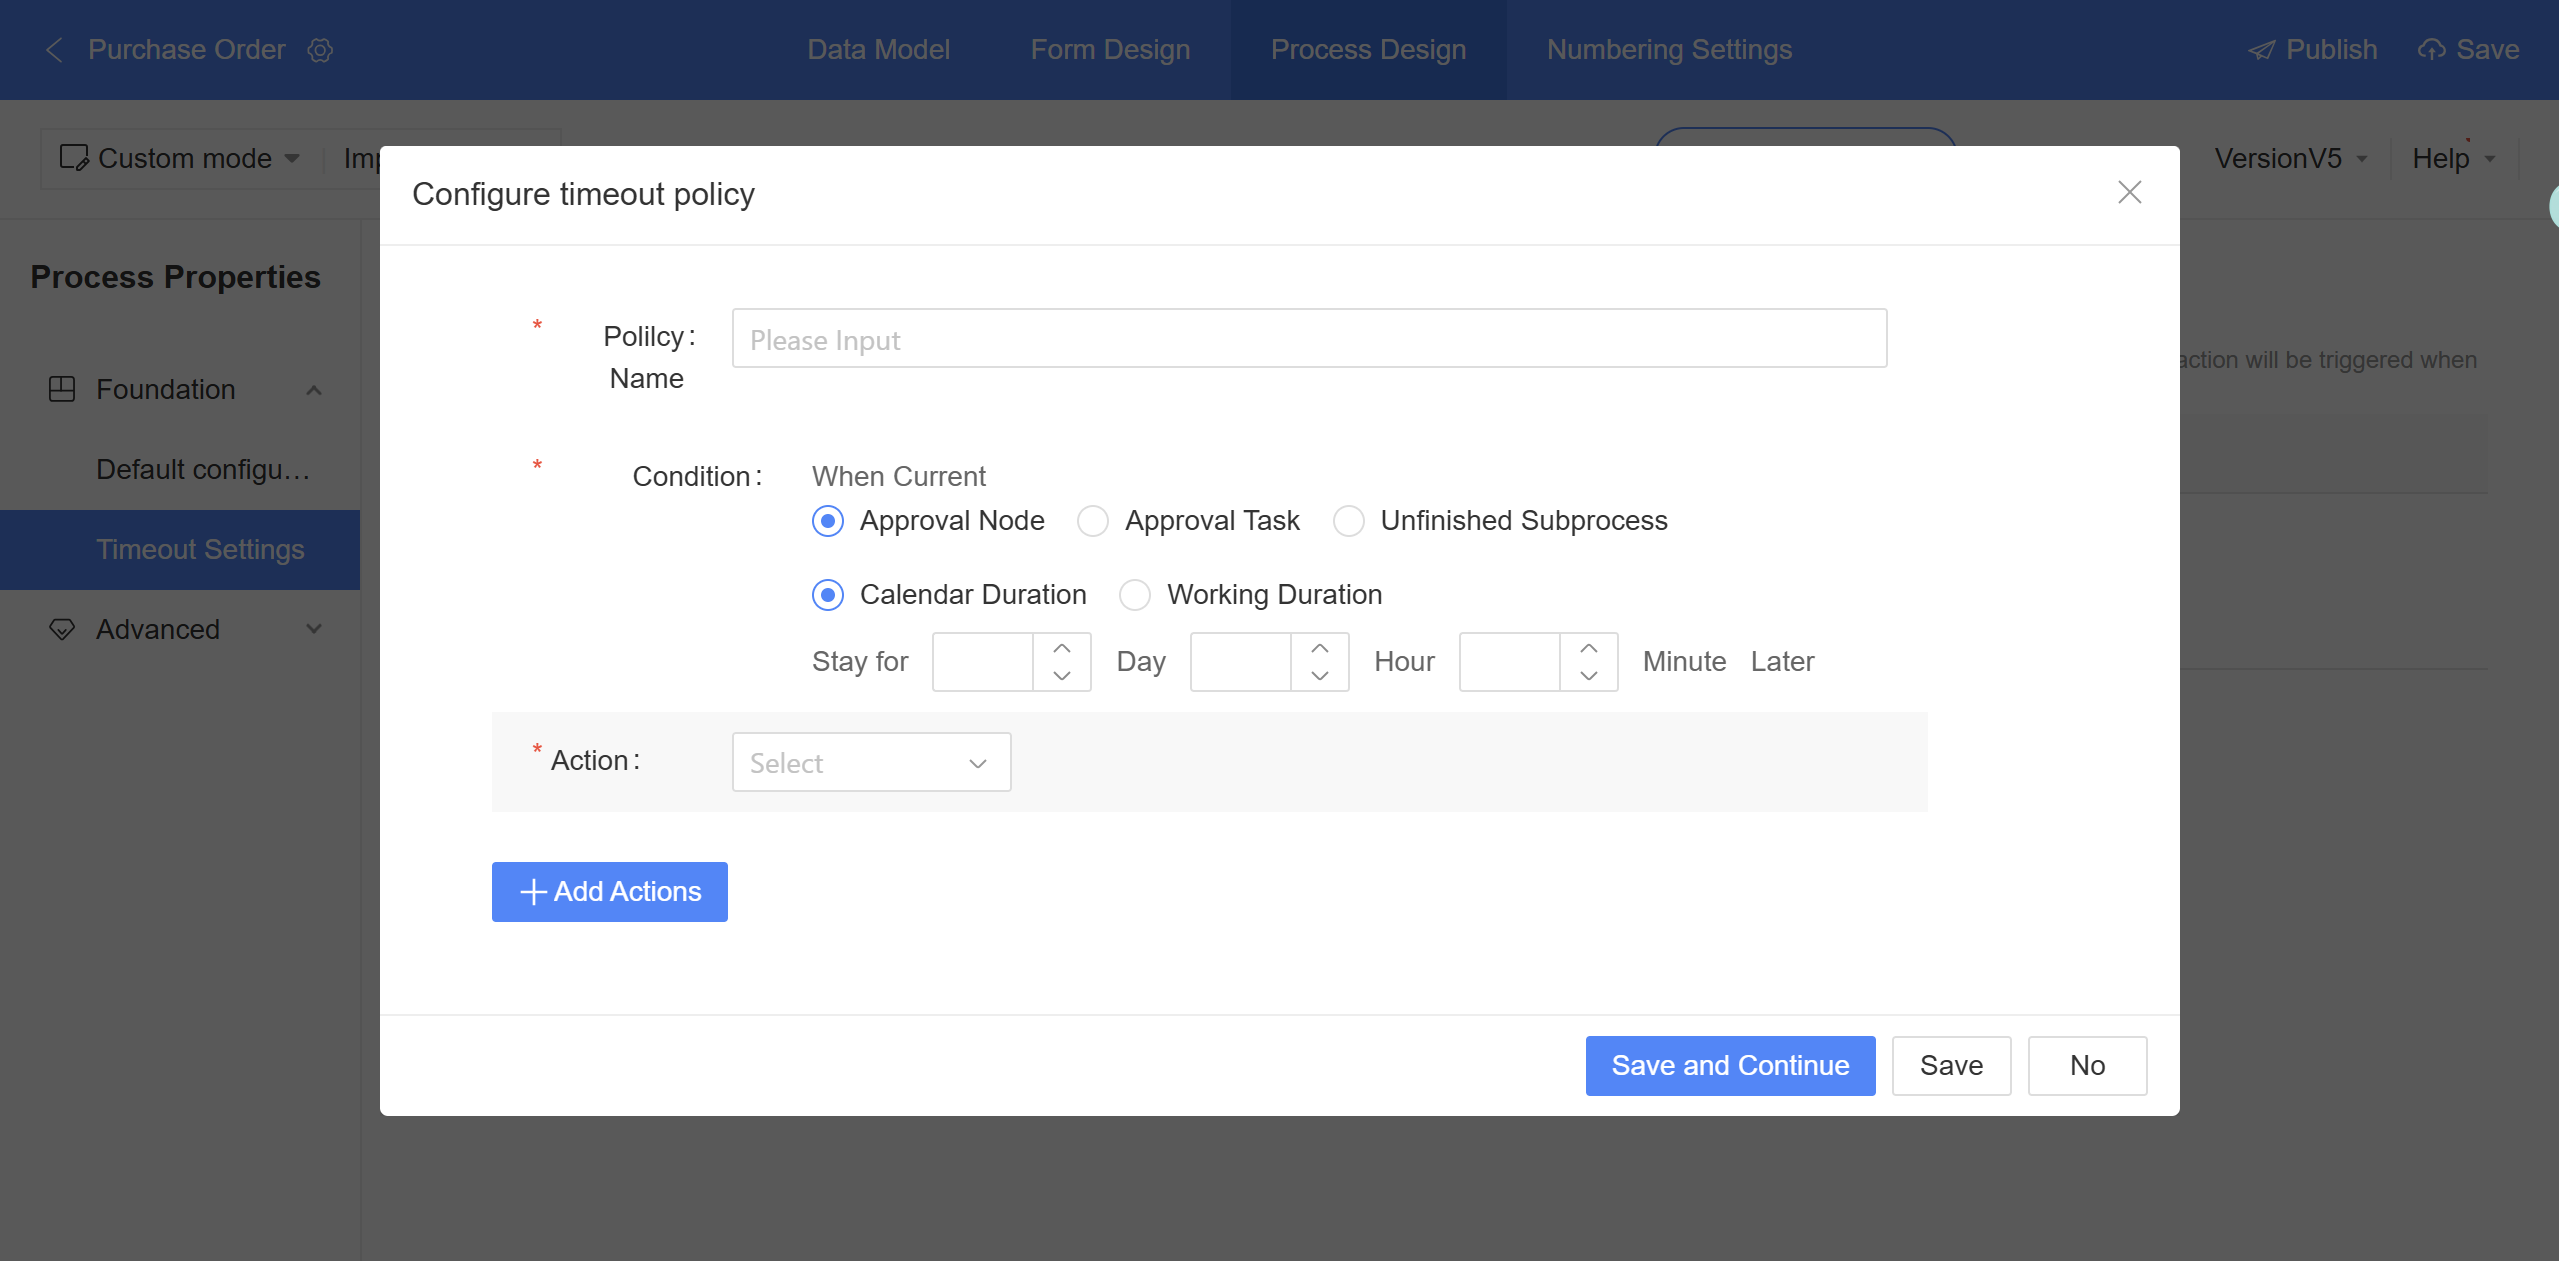 Purchase Order Data Model Form Design Process Design Numbering Settings Publish Save
Custom mode VersionV5 Help
Configure timeout policy
Process Properties
* Polilcy : Please Input
Name
action will be triggered when
Foundation
Default configu...
Timeout Settings
Advanced
* Condition : When Current
Approval Node Approval Task Unfinished Subprocess
Calendar Duration Working Duration
Stay for Day Hour Minute Later
* Action : Select
Add Actions
Save and Continue Save No